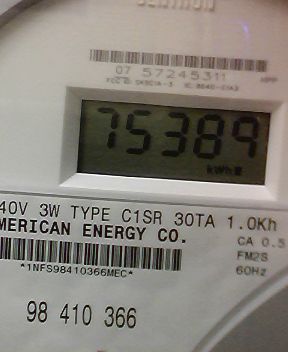 CENTRON
07 57245311
75389
kWh
40V 3W TYPE C1SR 30TA 1.0Kh
MERICAN ENERGY CO.
CA 0.5
FM2S
60Hz
*1NFS98410366MEC*
98 410 366